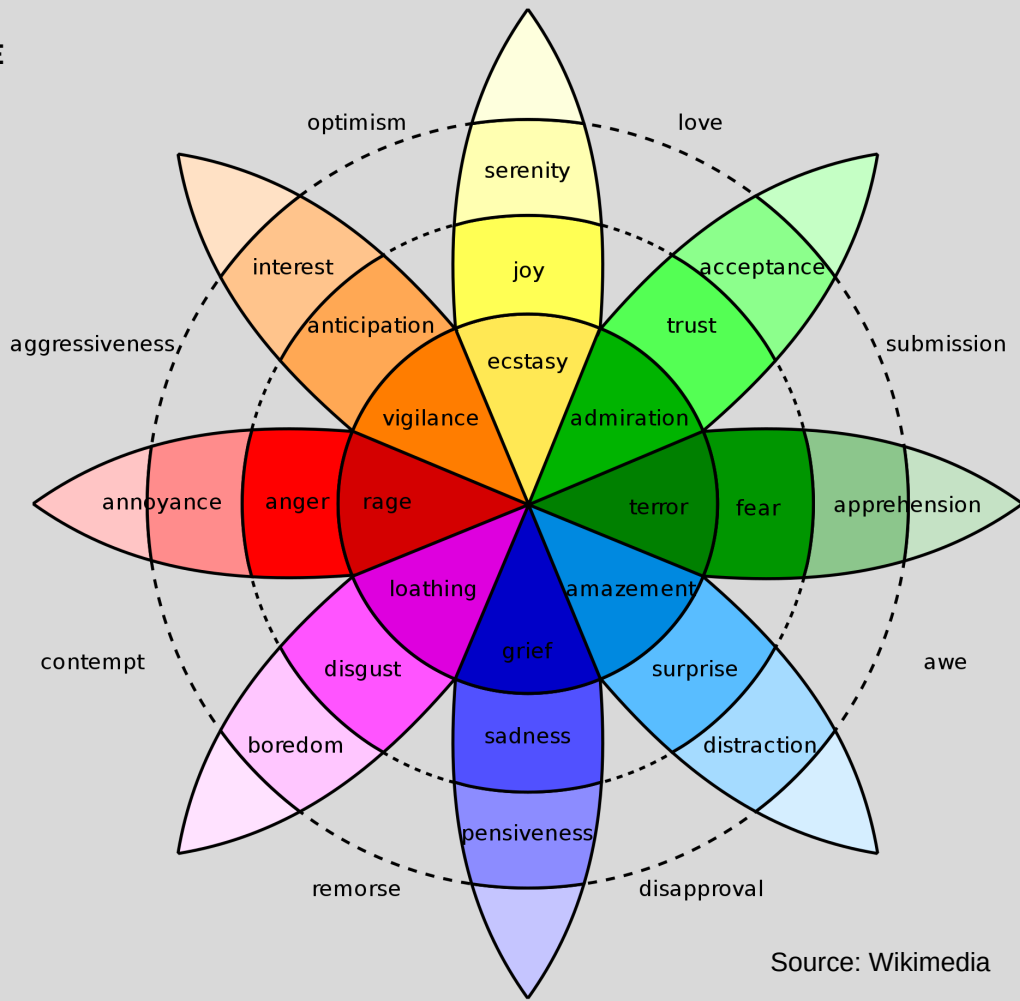 E
optimism
love
serenity
interest
acceptance
joy
anticipation
trust
aggressiveness
submission
ecstasy
vigilance
admiration
annoyance
anger
rage
terror
fear
apprehension
loathing
amazement
contempt
disgust
grief
surprise
awe
boredom
sadness
distraction
pensiveness
remorse
disapproval
Source: Wikimedia